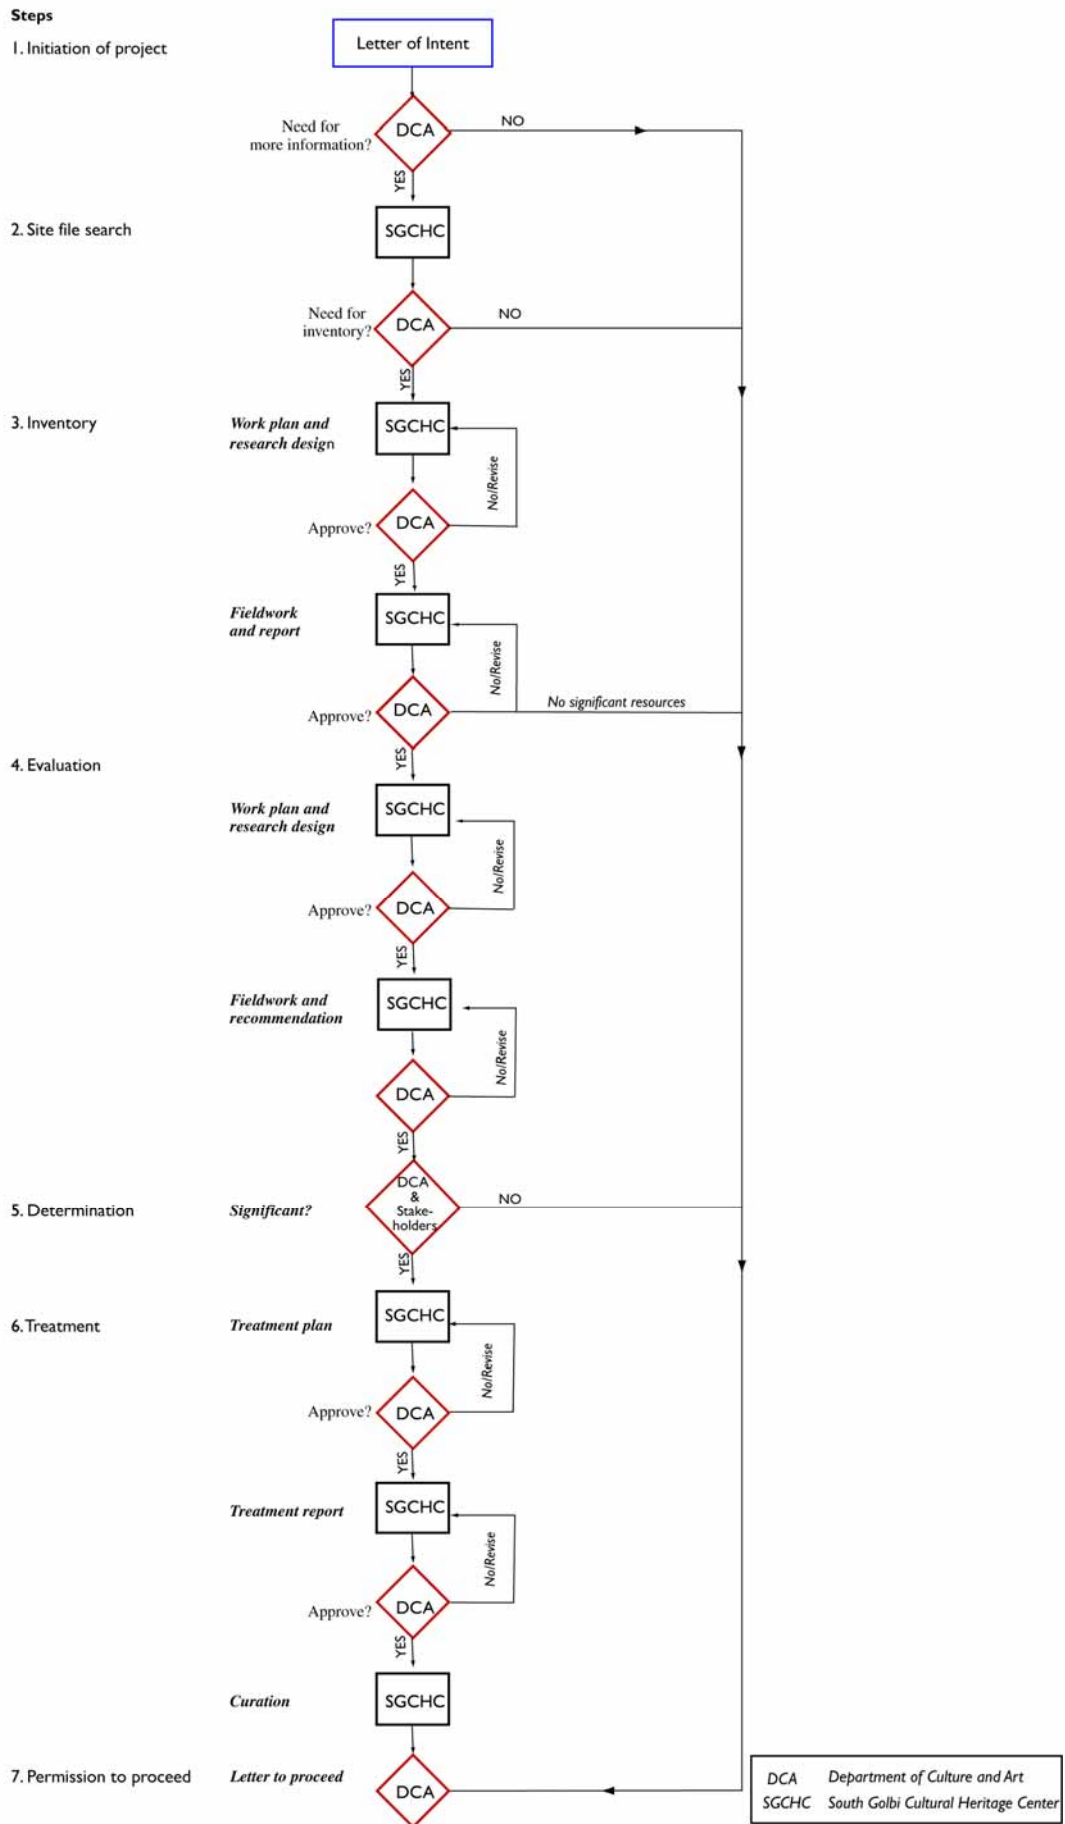 Steps
1. Initiation of project
Letter of Intent
Need for
more information?
DCA
NO
YES
2. Site file search
SGCHC
Need for
inventory?
DCA
NO
YES
3. Inventory
Work plan and
research design
SGCHC
No/Revise
Approve?
DCA
YES
Fieldwork
and report
SGCHC
No/Revise
Approve?
DCA
No significant resources
YES
4. Evaluation
Work plan and
research design
SGCHC
No/Revise
Approve?
DCA
YES
Fieldwork and
recommendation
SGCHC
No/Revise
DCA
YES
5. Determination
Significant?
DCA
&
Stake-
holders
NO
YES
6. Treatment
Treatment plan
SGCHC
No/Revise
Approve?
DCA
YES
Treatment report
SGCHC
No/Revise
Approve?
DCA
YES
Curation
SGCHC
7. Permission to proceed
Letter to proceed
DCA
DCA Department of Culture and Art
SGCHC South Golbi Cultural Heritage Center